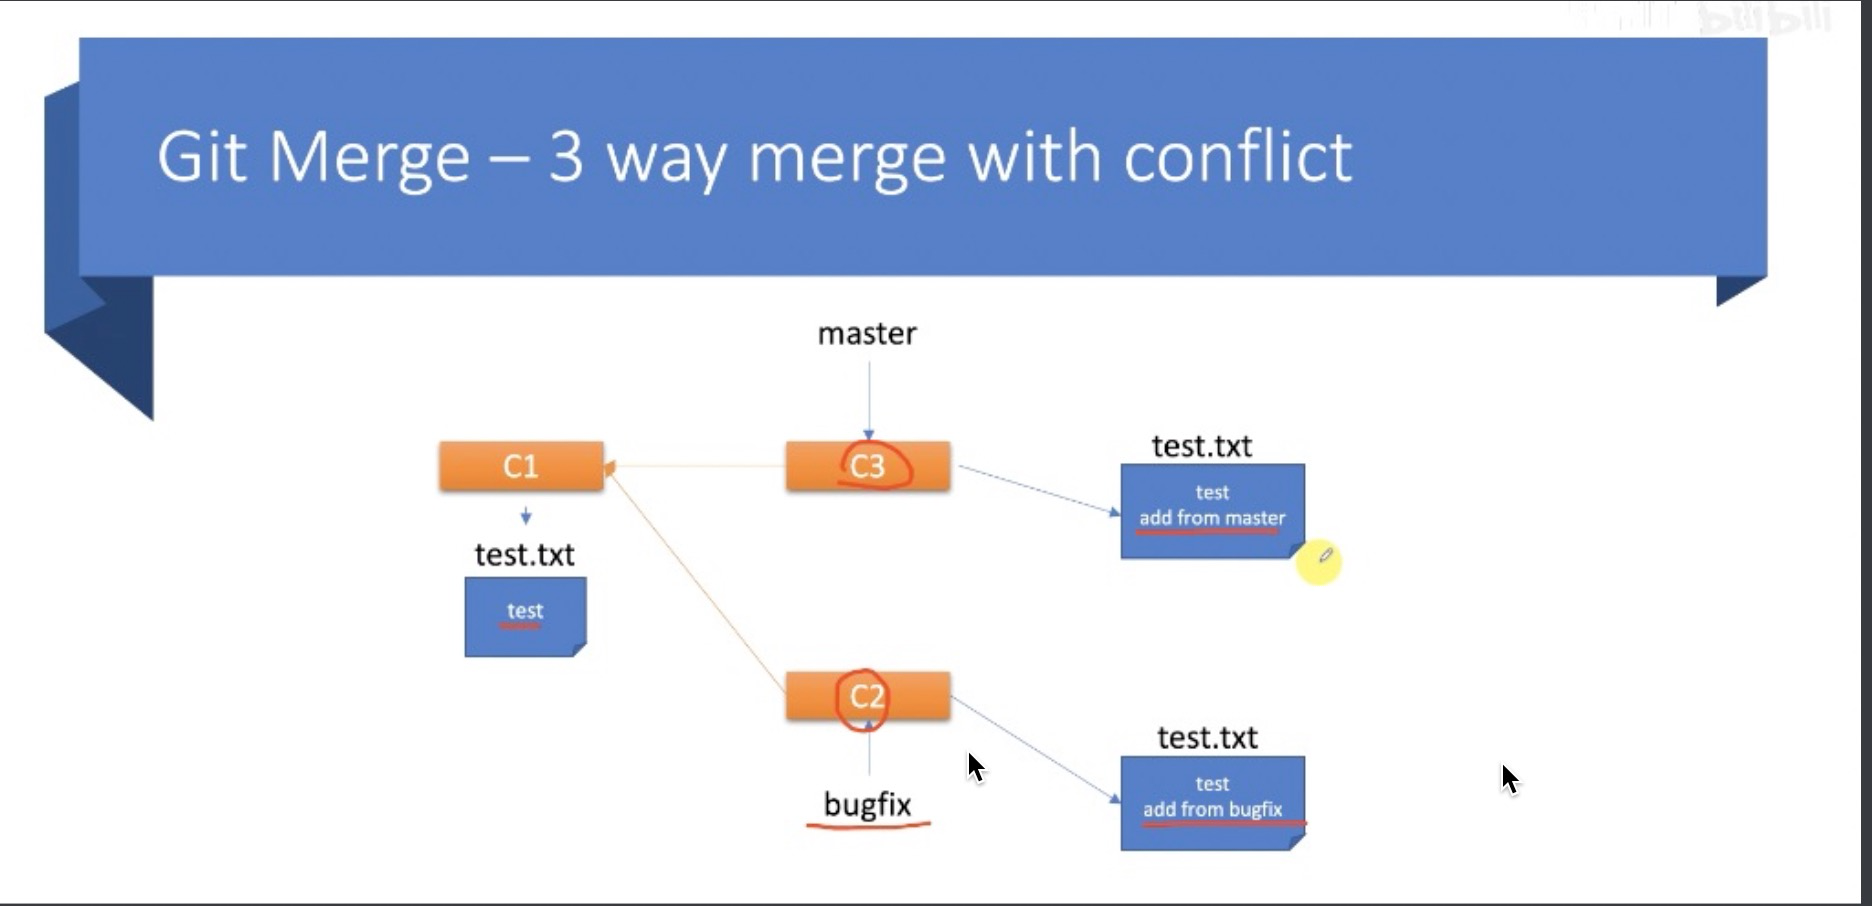 bilibili
Git Merge – 3 way merge with conflict
master
C1
C3
test.txt
test
add from master
test.txt
test
C2
bugfix
test.txt
test
add from bugfix